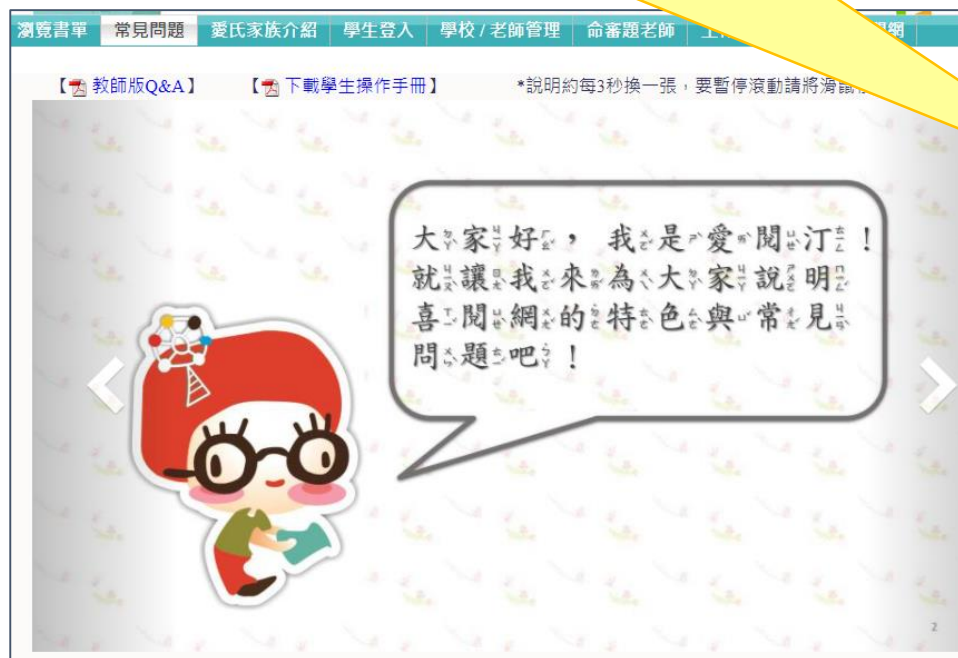 瀏覽書單 常見問題 愛氏家族介紹 學生登入 學校/老師管理 命審題老師
【教師版Q&A】 【下載學生操作手冊】 *說明約每3秒換一張，要暫停滾動請將滑鼠
大家好，我是愛閱汀！
就讓我來為大家說明
喜閱網的特色與常見
問題吧！
2